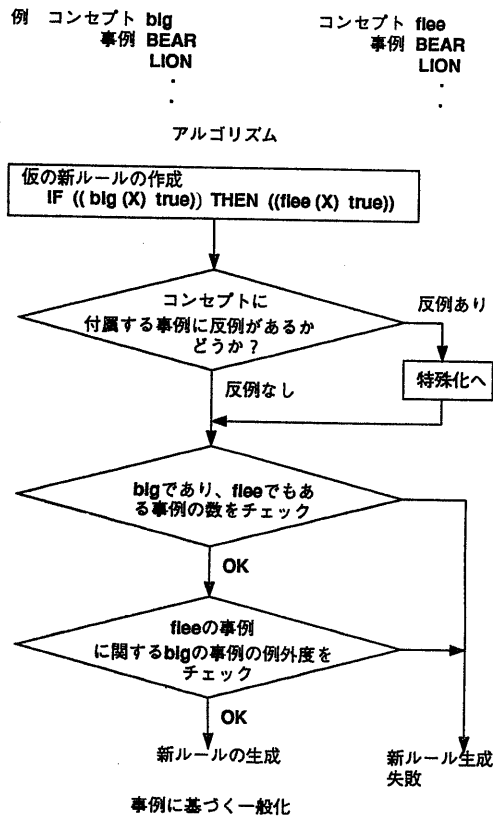 例 コンセプト big
事例 BEAR
LION
・
・
コンセプト flee
事例 BEAR
LION
・
・
アルゴリズム
仮の新ルールの作成
IF (( big (X) true)) THEN ((flee (X) true))
コンセプトに
付属する事例に反例があるか
どうか？
反例あり
特殊化へ
反例なし
bigであり、fleeでもあ
る事例の数をチェック
OK
fleeの事例
に関するbigの事例の例外度を
チェック
OK
新ルールの生成
新ルール生成
失敗
事例に基づく一般化